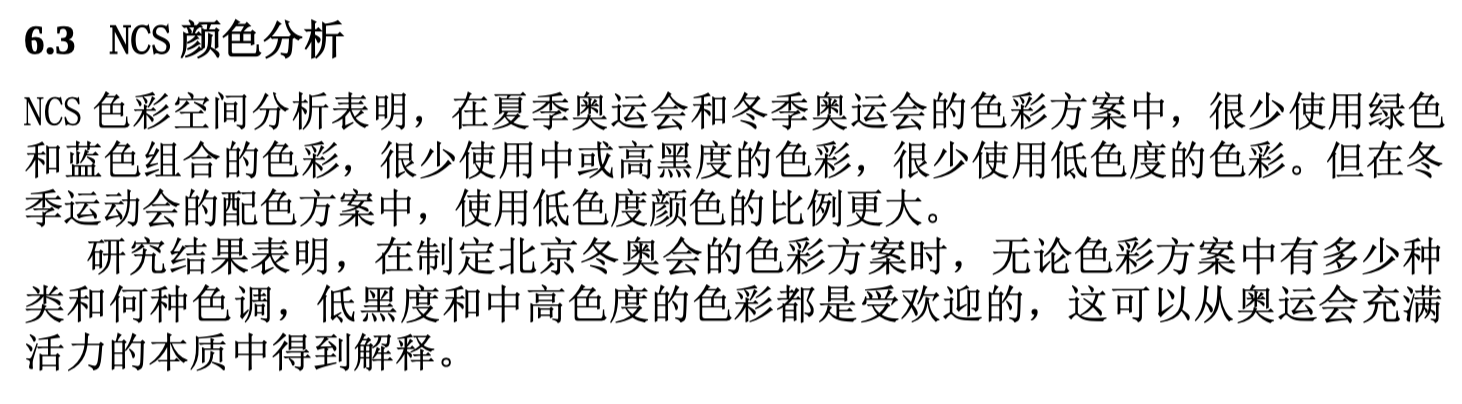 6.3 NCS 颜色分析
NCS 色彩空间分析表明，在夏季奥运会和冬季奥运会的色彩方案中，很少使用绿色
和蓝色组合的色彩，很少使用中或高黑度的色彩，很少使用低色度的色彩。但在冬
季运动会的配色方案中，使用低色度颜色的比例更大。
研究结果表明，在制定北京冬奥会的色彩方案时，无论色彩方案中有多少种
类和何种色调，低黑度和中高色度的色彩都是受欢迎的，这可以从奥运会充满
活力的本质中得到解释。